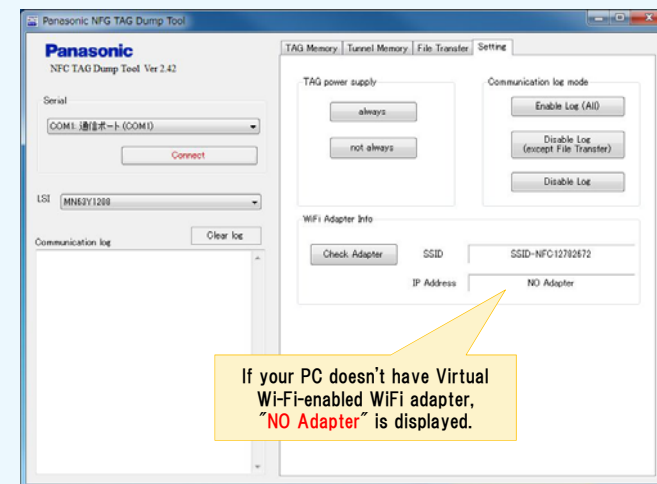 Panasonic NFG TAG Dump Tool
Panasonic
NFC TAG Dump Tool Ver 2.42
Serial
COM1: 通信ポート (COM1)
Connect
LSI
MN63Y1208
Communication log
Clear log
TAG Memory
Tunnel Memory
File Transfer
Setting
TAG power supply
always
not always
Communication log mode
Enable Log (All)
Disable Log
(except File Transfer)
Disable Log
WiFi Adapter Info
Check Adapter
SSID
SSID-NFC12782672
IP Address
NO Adapter
If your PC doesn't have Virtual
Wi-Fi-enabled WiFi adapter,
"NO Adapter" is displayed.